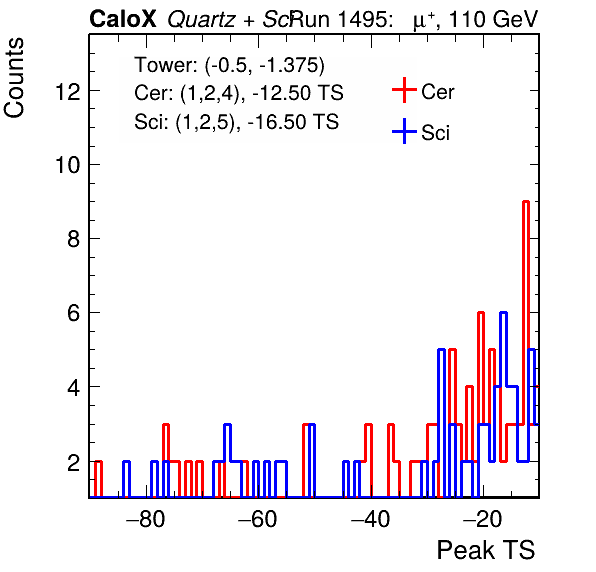 CaloX Quartz + Sci Run 1495: μ⁺, 110 GeV
Counts
Tower: (-0.5, -1.375)
Cer: (1,2,4), -12.50 TS
Sci: (1,2,5), -16.50 TS
Cer
Sci
12
10
8
6
4
2
−80 −60 −40 −20
Peak TS